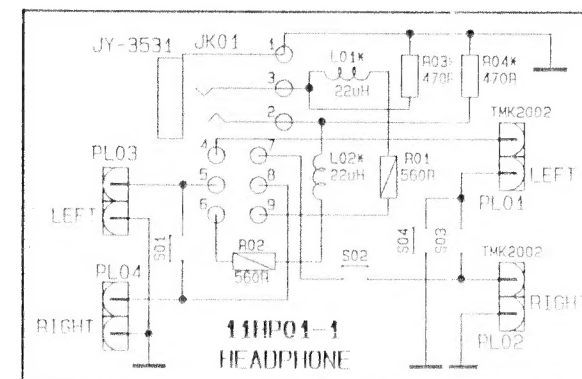 JY-3531 JK01
1
3
2
L01*
22uH
R03*
470R
R04*
470R
TMK2002
LEFT
PL01
4
7
5
8
6
9
L02*
22uH
R01
560R
PL03
LEFT
S01
R02
560R
S02
S04
S03
TMK2002
RIGHT
PL02
PL04
RIGHT
11HP01-1
HEADPHONE